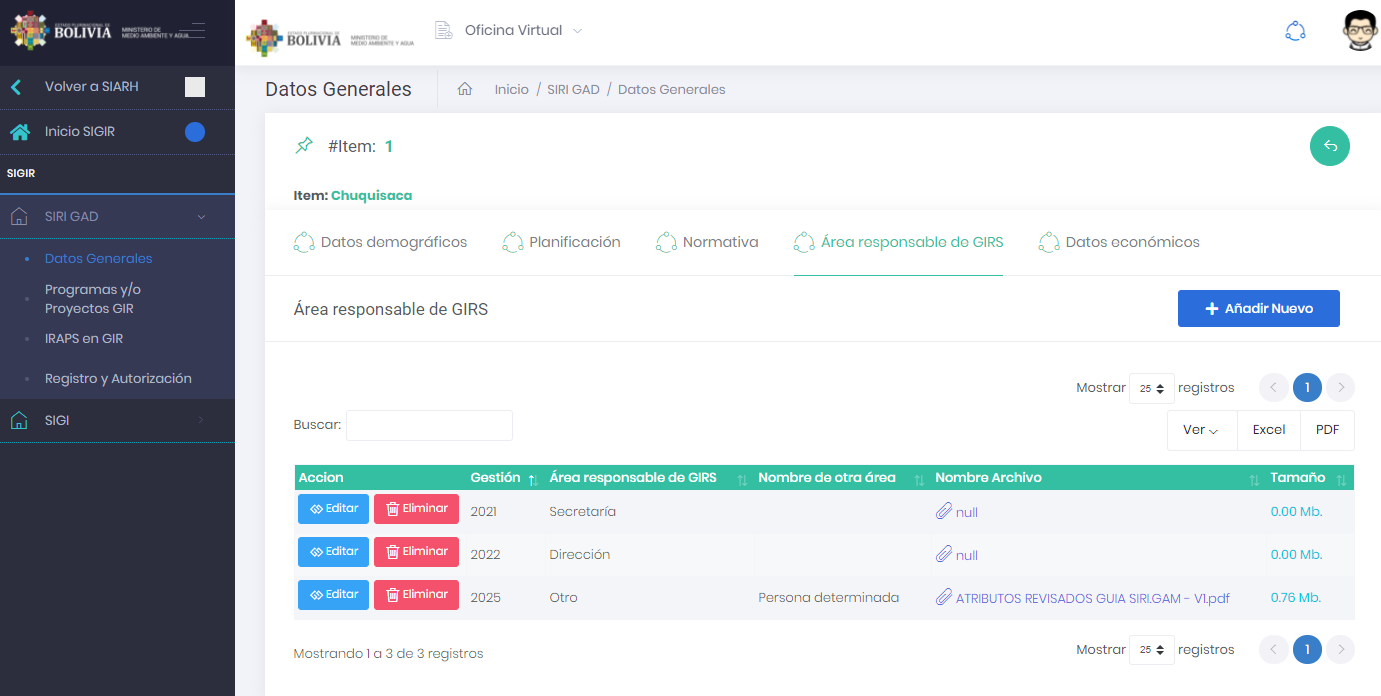 ESTADO PLURINACIONAL DE
BOLIVIA
MINISTERIO DE
MEDIO AMBIENTE Y AGUA
Volver a SIARH
Inicio SIGIR
SIGIR
SIRI GAD
Datos Generales
Programas y/o
Proyectos GIR
IRAPS en GIR
Registro y Autorización
SIGI
ESTADO PLURINACIONAL DE
BOLIVIA
MINISTERIO DE
MEDIO AMBIENTE Y AGUA
Oficina Virtual
Datos Generales
Inicio / SIRI GAD / Datos Generales
#Item: 1
Item: Chuquisaca
Datos demográficos Planificación Normativa Área responsable de GIRS Datos económicos
Área responsable de GIRS
Añadir Nuevo
Mostrar 25 registros 1
Buscar:
Ver Excel PDF
Accion Gestión Área responsable de GIRS Nombre de otra área Nombre Archivo Tamaño
Editar Eliminar 2021 Secretaría null 0.00 Mb.
Editar Eliminar 2022 Dirección null 0.00 Mb.
Editar Eliminar 2025 Otro Persona determinada ATRIBUTOS REVISADOS GUIA SIRI.GAM - V1.pdf 0.76 Mb.
Mostrando 1 a 3 de 3 registros
Mostrar 25 registros 1